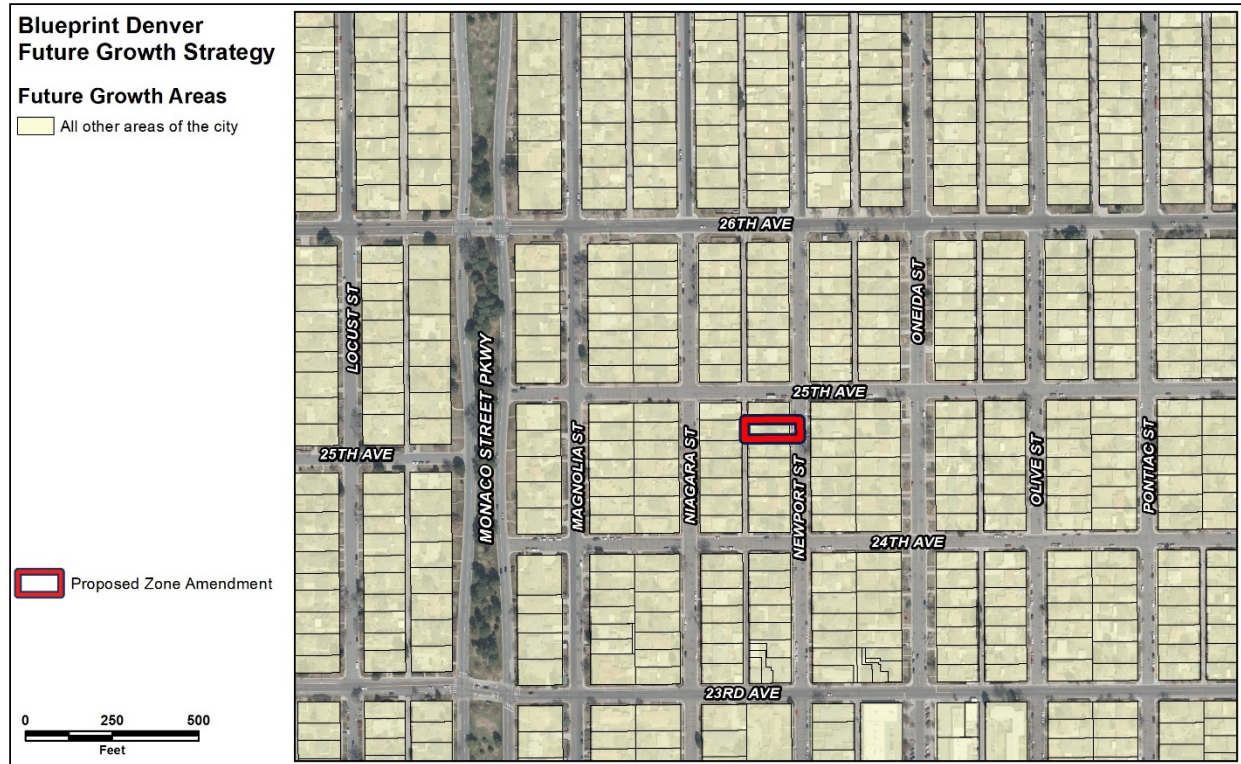 Blueprint Denver
Future Growth Strategy
Future Growth Areas
All other areas of the city
Proposed Zone Amendment
0 250 500
Feet
26TH AVE
LOCUST ST
MONACO STREET PKWY
ONEIDA ST
25TH AVE
25TH AVE
MAGNOLIA ST
NIAGARA ST
NEWPORT ST
OLIVE ST
PONTIAC ST
24TH AVE
23RD AVE